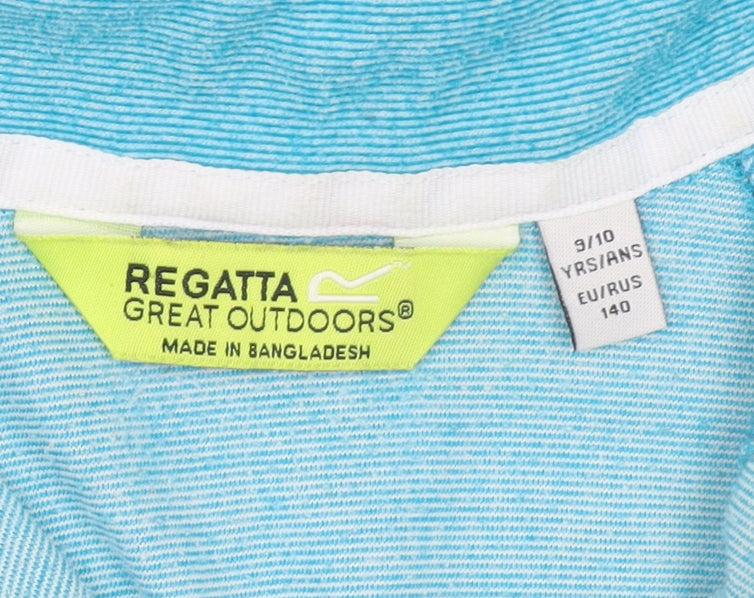 REGATTA
GREAT OUTDOORS®
MADE IN BANGLADESH
9/10
YRS/ANS
EU/RUS
140